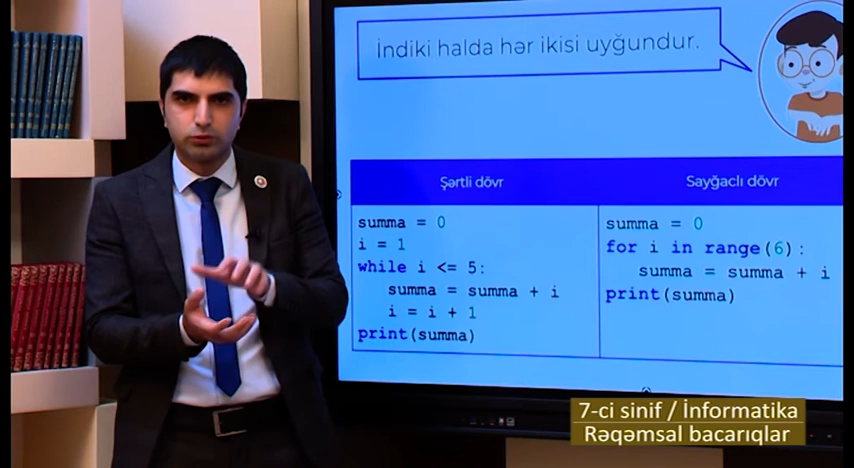 İndiki halda hər ikisi uyğundur.
Şərtli dövr
summa = 0
i = 1
while i <= 5:
summa = summa + i
i = i + 1
print(summa)
Sayğaclı dövr
summa = 0
for i in range(6):
summa = summa + i
print(summa)
7-ci sinif / İnformatika
Rəqəmsal bacarıqlar